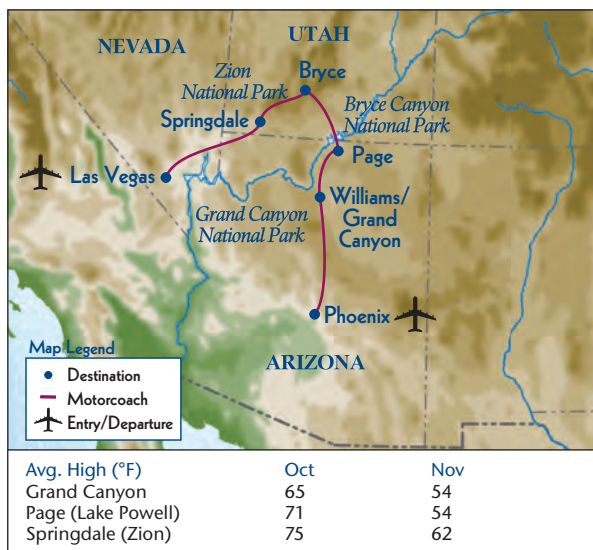 NEVADA
UTAH
Zion
National Park
Bryce
Bryce Canyon
National Park
Springdale
Page
Las Vegas
Williams/
Grand
Canyon
Grand Canyon
National Park
Phoenix
ARIZONA
Map Legend
Destination
Motorcoach
Entry/Departure
Avg. High (°F) Oct Nov
Grand Canyon 65 54
Page (Lake Powell) 71 54
Springdale (Zion) 75 62